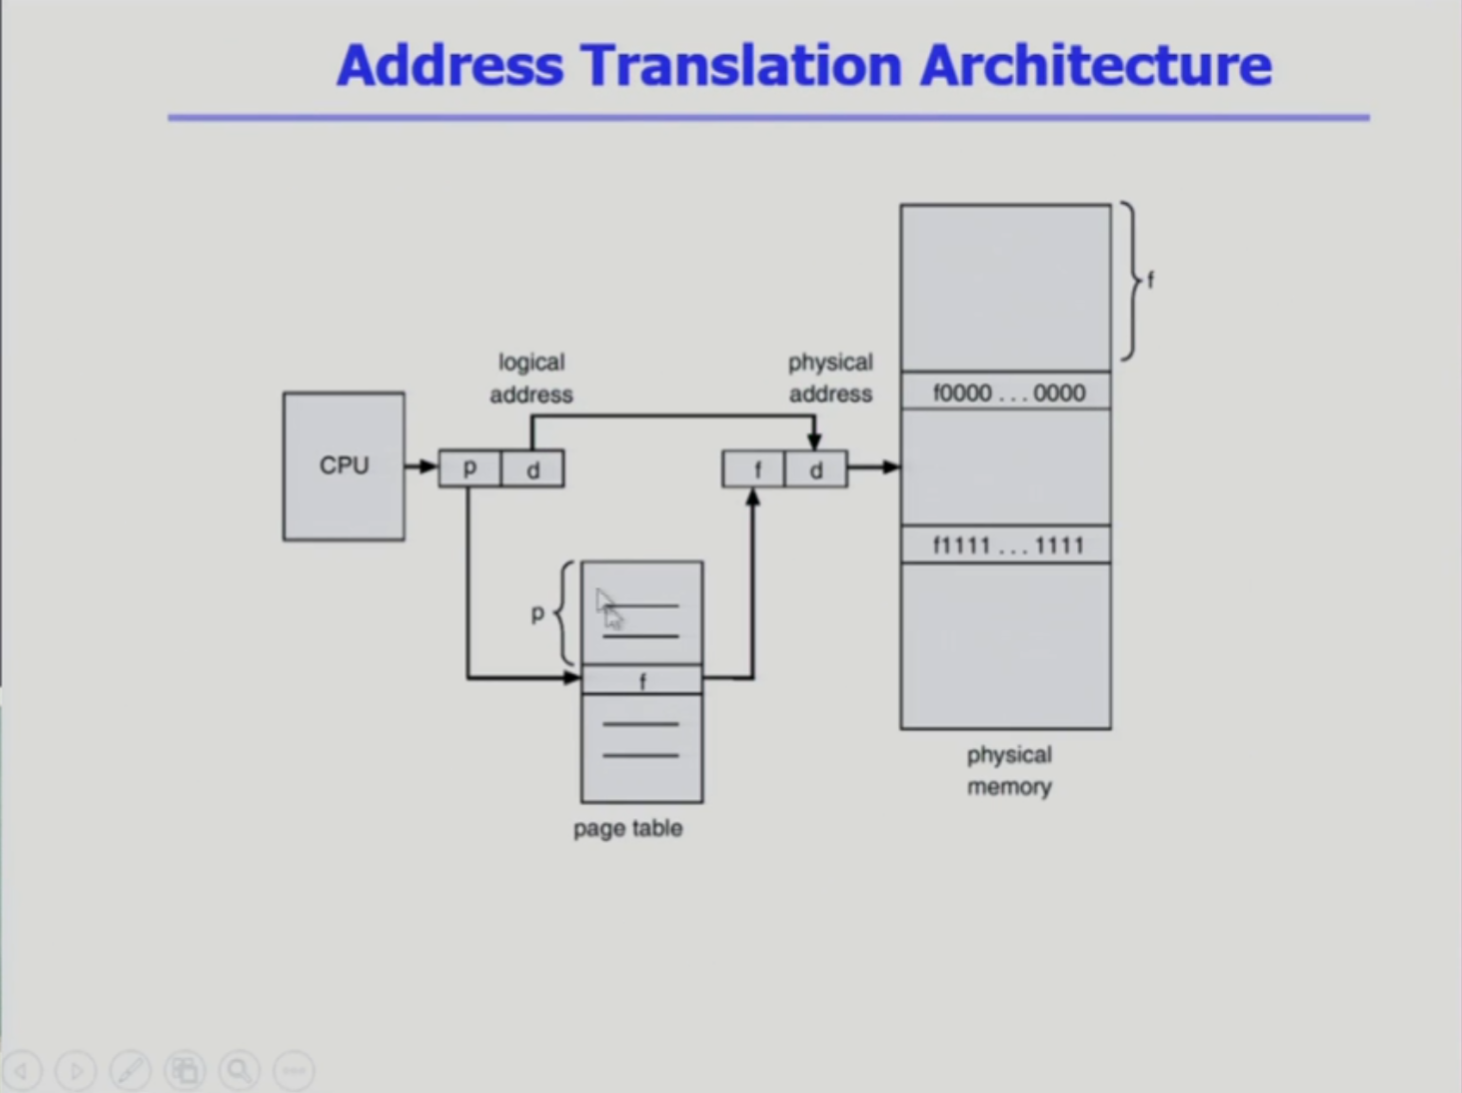 Address Translation Architecture
f
logical
address
physical
address
f0000 . . . 0000
CPU
p
d
f
d
f1111 . . . 1111
p
f
physical
memory
page table